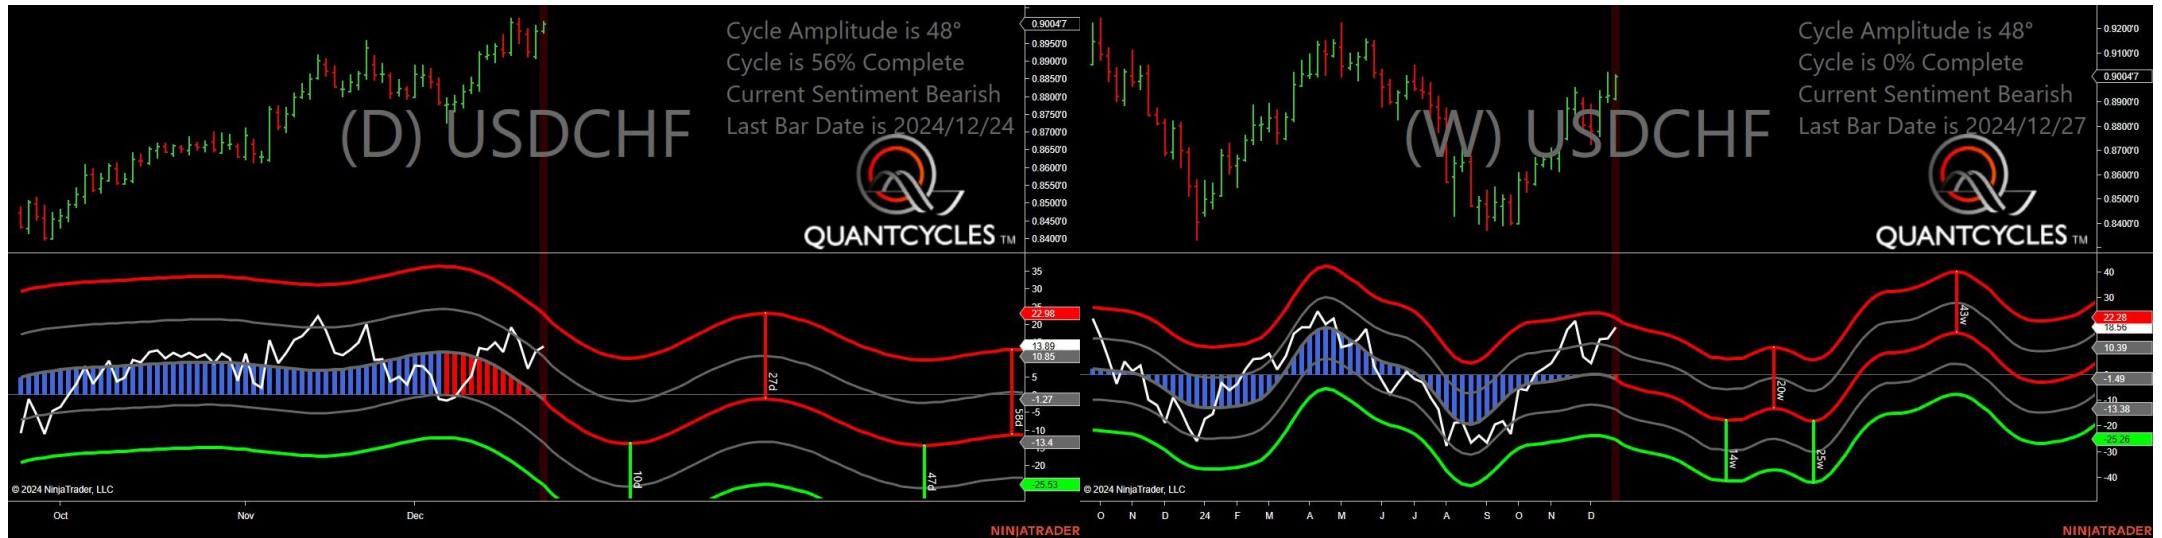 Cycle Amplitude is 48°
Cycle is 56% Complete
Current Sentiment Bearish
Last Bar Date is 2024/12/24
(D) USDCHF
QUANTCYCLES TM
0.9004'7
0.8950'0
0.8900'0
0.8850'0
0.8800'0
0.8750'0
0.8700'0
0.8650'0
0.8600'0
0.8550'0
0.8500'0
0.8450'0
0.8400'0
35
30
22.98
20
13.89
10.85
5
-1.27
-5
-10
-13.4
-20
-25.53
10d
27d
47d
58d
© 2024 NinjaTrader, LLC
Oct Nov Dec
NINJATRADER
Cycle Amplitude is 48°
Cycle is 0% Complete
Current Sentiment Bearish
Last Bar Date is 2024/12/27
(W) USDCHF
QUANTCYCLES TM
0.9200'0
0.9100'0
0.9004'7
0.8900'0
0.8800'0
0.8700'0
0.8600'0
0.8500'0
0.8400'0
40
30
22.28
18.56
10.39
-1.49
-10
-13.38
-20
-25.26
-30
-40
14w
20w
25w
43w
© 2024 NinjaTrader, LLC
O N D 24 F M A M J J A S O N D
NINJATRADER